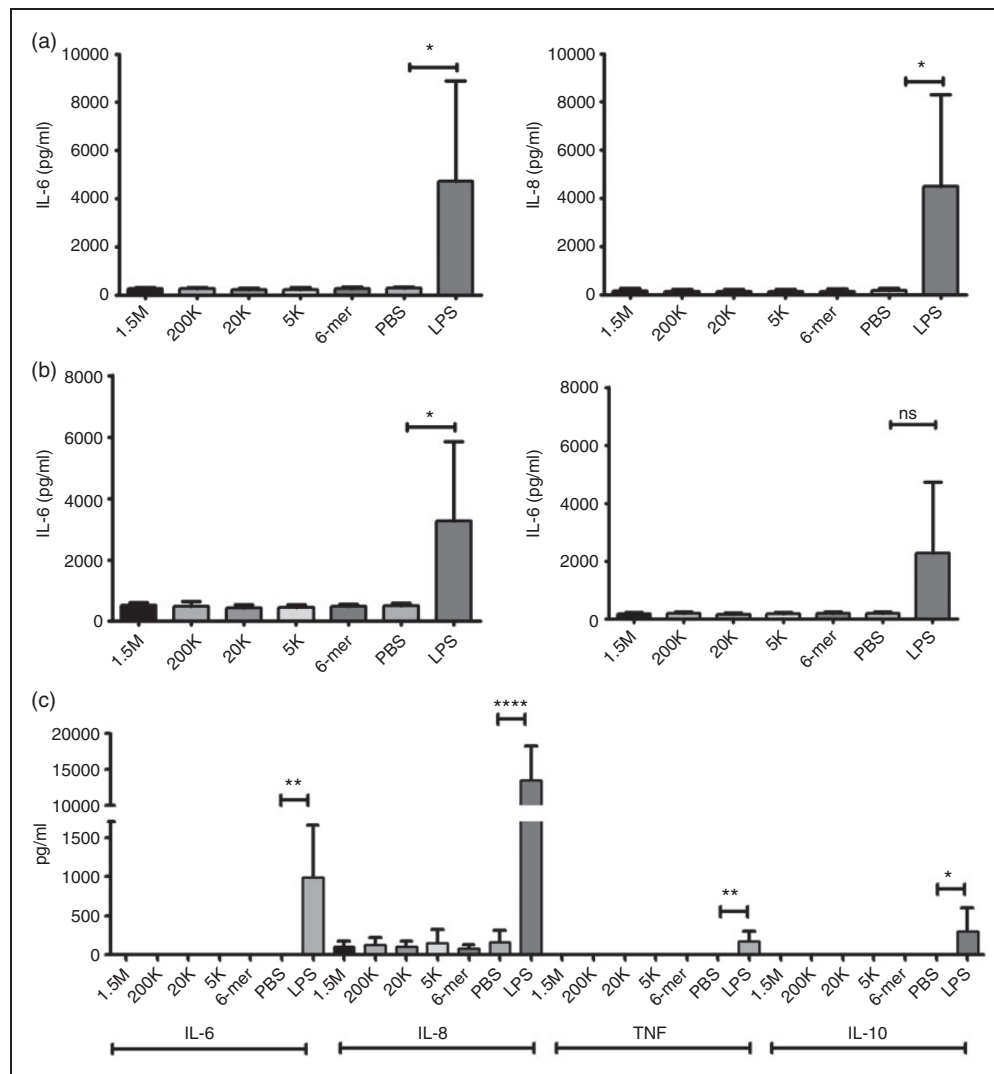 (a)
10000
8000
6000
4000
2000
0
IL-6 (pg/ml)
*
1.5M 200K 20K 5K 6-mer PBS LPS
10000
8000
6000
4000
2000
0
IL-8 (pg/ml)
*
1.5M 200K 20K 5K 6-mer PBS LPS
(b)
8000
6000
4000
2000
0
IL-6 (pg/ml)
*
1.5M 200K 20K 5K 6-mer PBS LPS
8000
6000
4000
2000
0
IL-6 (pg/ml)
ns
1.5M 200K 20K 5K 6-mer PBS LPS
(c)
20000
15000
10000
1500
1000
500
0
pg/ml
**
****
**
*
1.5M 200K 20K 5K 6-mer PBS LPS 1.5M 200K 20K 5K 6-mer PBS LPS 1.5M 200K 20K 5K 6-mer PBS LPS 1.5M 200K 20K 5K 6-mer PBS LPS
IL-6 IL-8 TNF IL-10